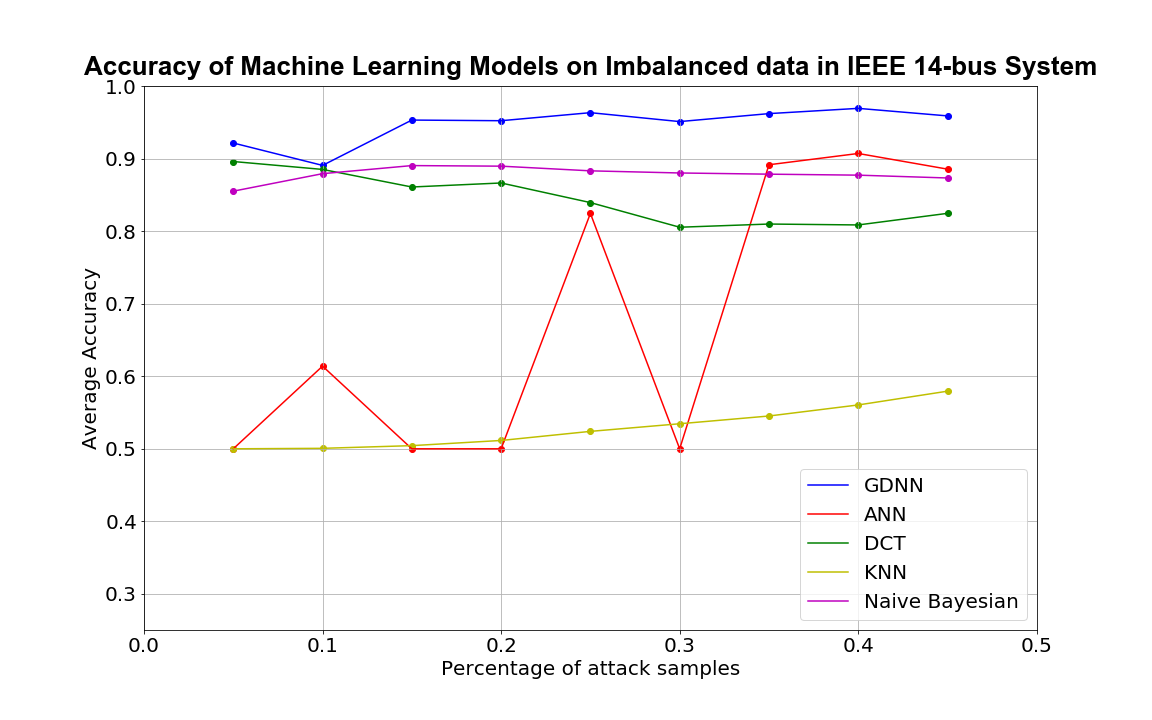 Accuracy of Machine Learning Models on Imbalanced data in IEEE 14-bus System
1.0
0.9
0.8
0.7
0.6
0.5
0.4
0.3
Average Accuracy
GDNN
ANN
DCT
KNN
Naive Bayesian
0.0 0.1 0.2 0.3 0.4 0.5
Percentage of attack samples